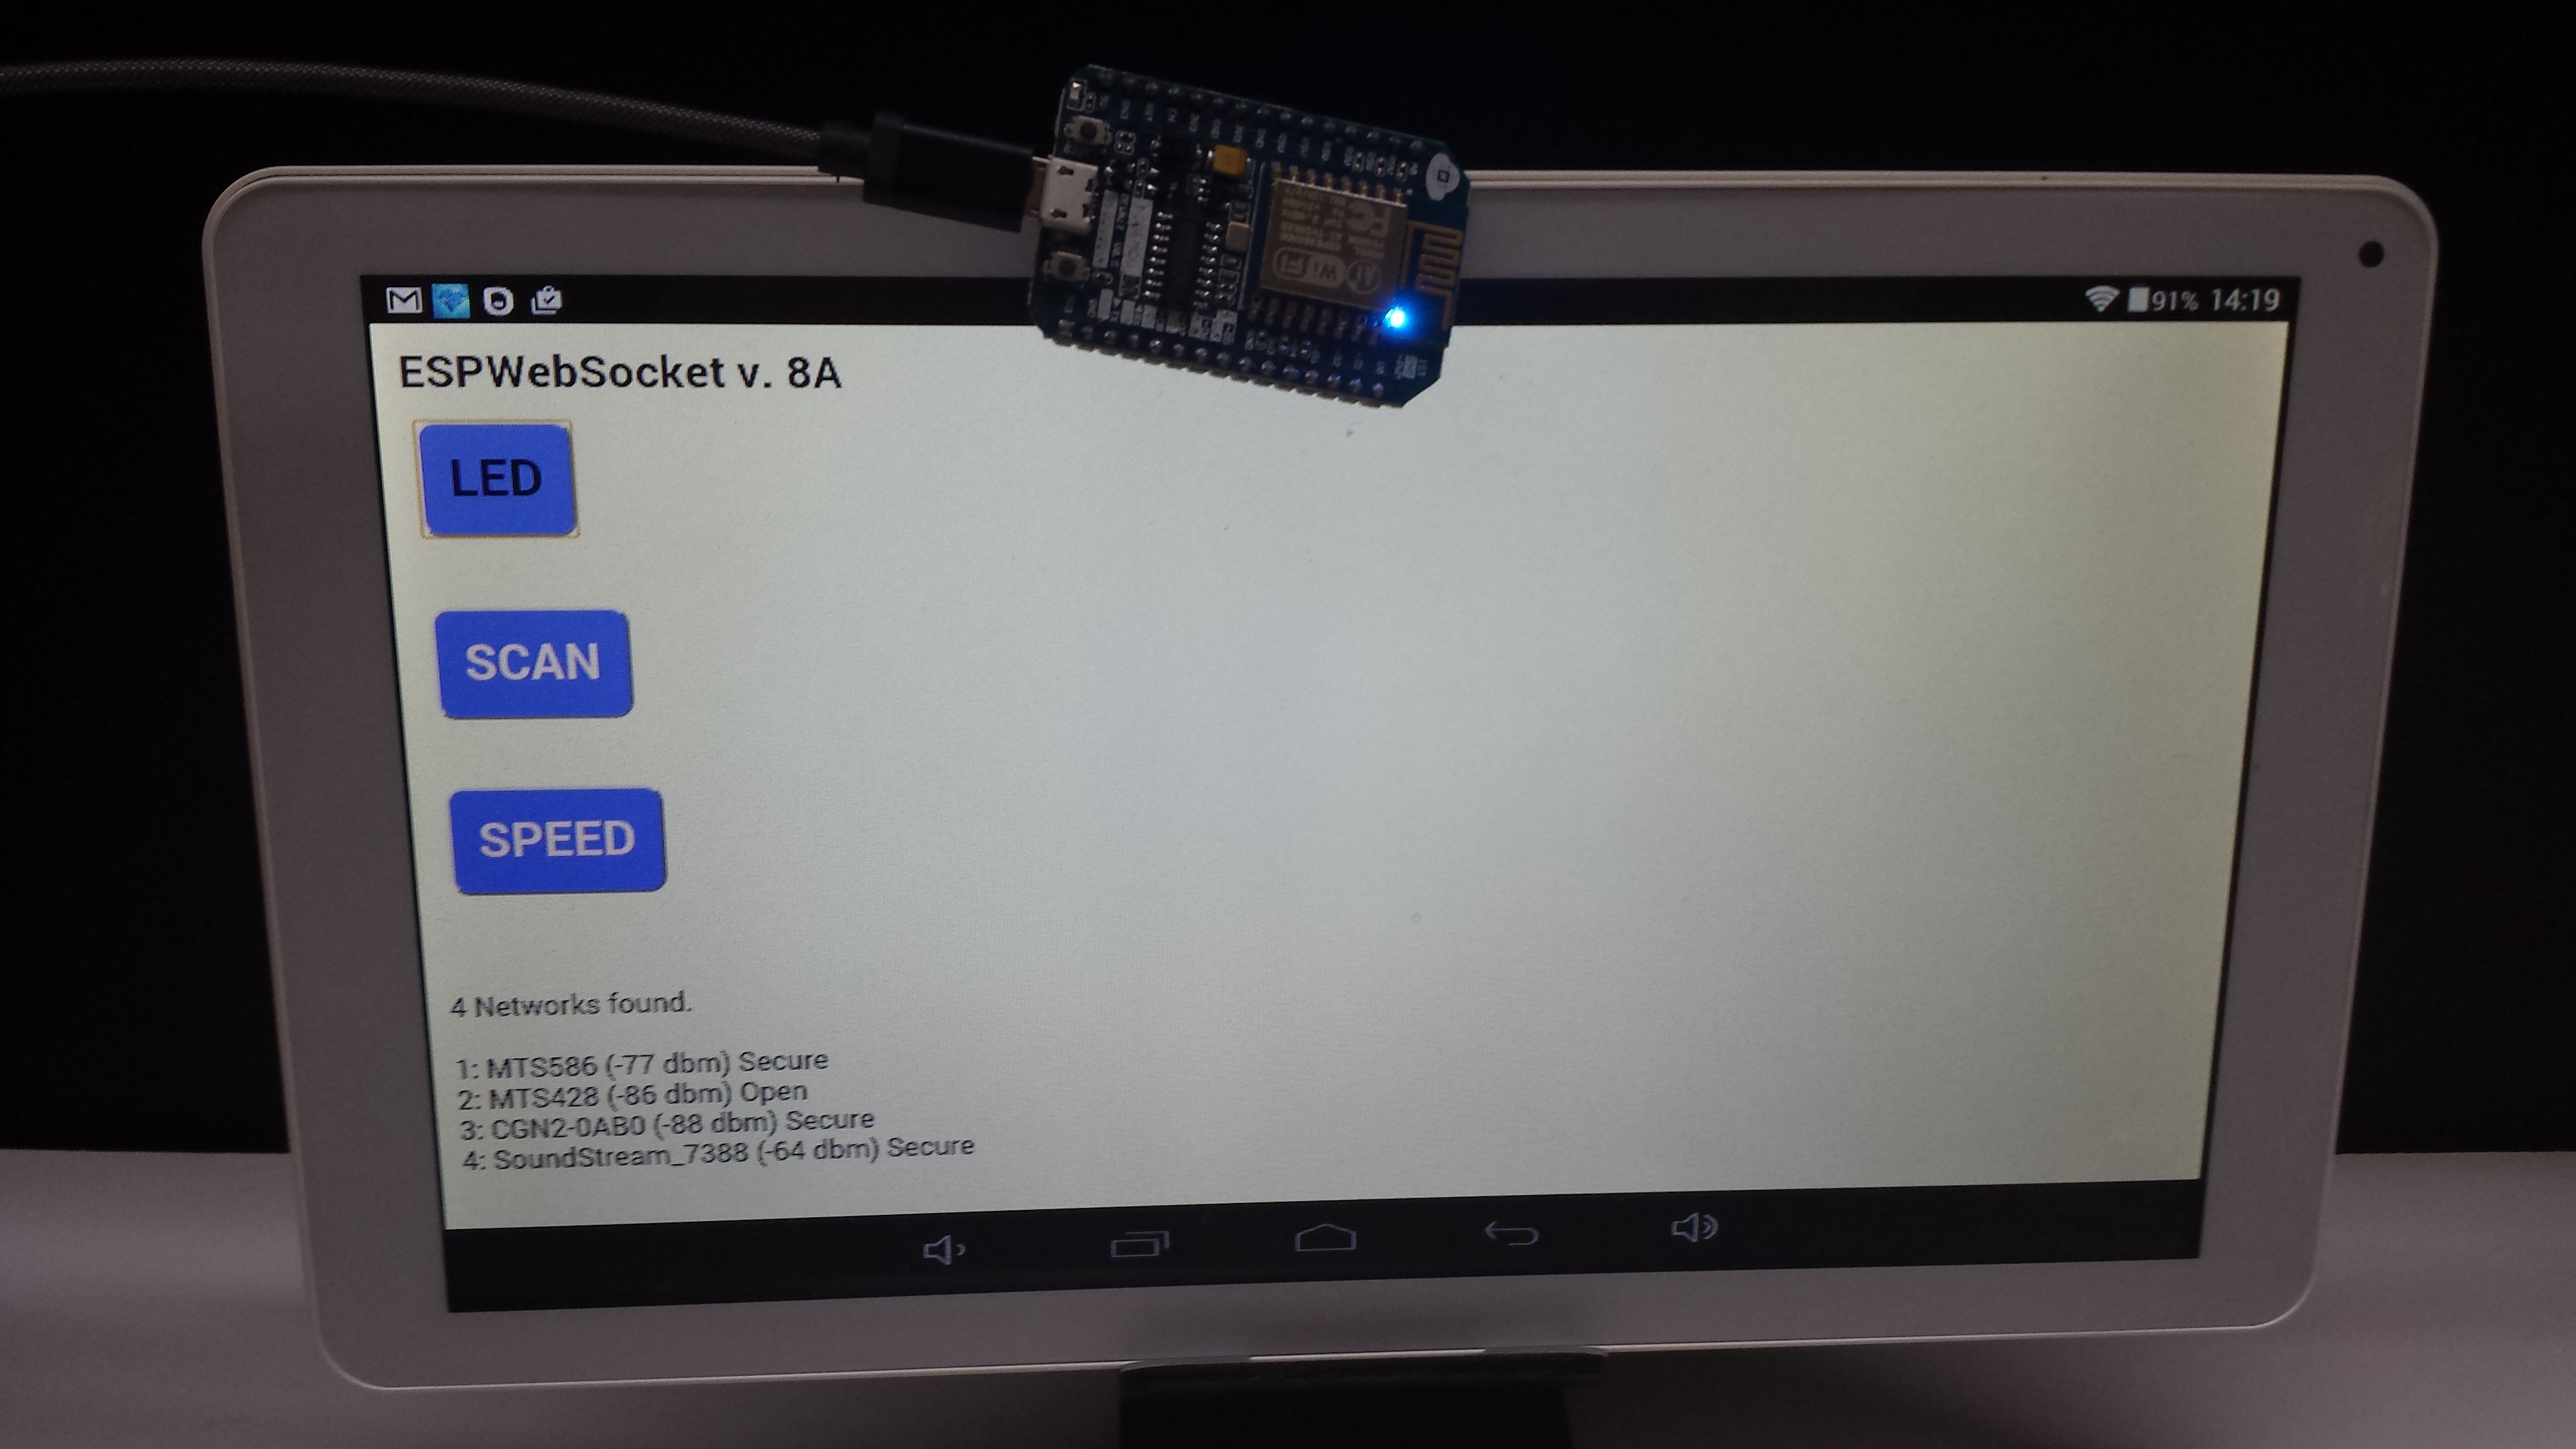 91% 14:19
ESPWebSocket v. 8A
LED
SCAN
SPEED
4 Networks found.
1: MTS586 (-77 dbm) Secure
2: MTS428 (-86 dbm) Open
3: CGN2-0AB0 (-88 dbm) Secure
4: SoundStream_7388 (-64 dbm) Secure
WiFi